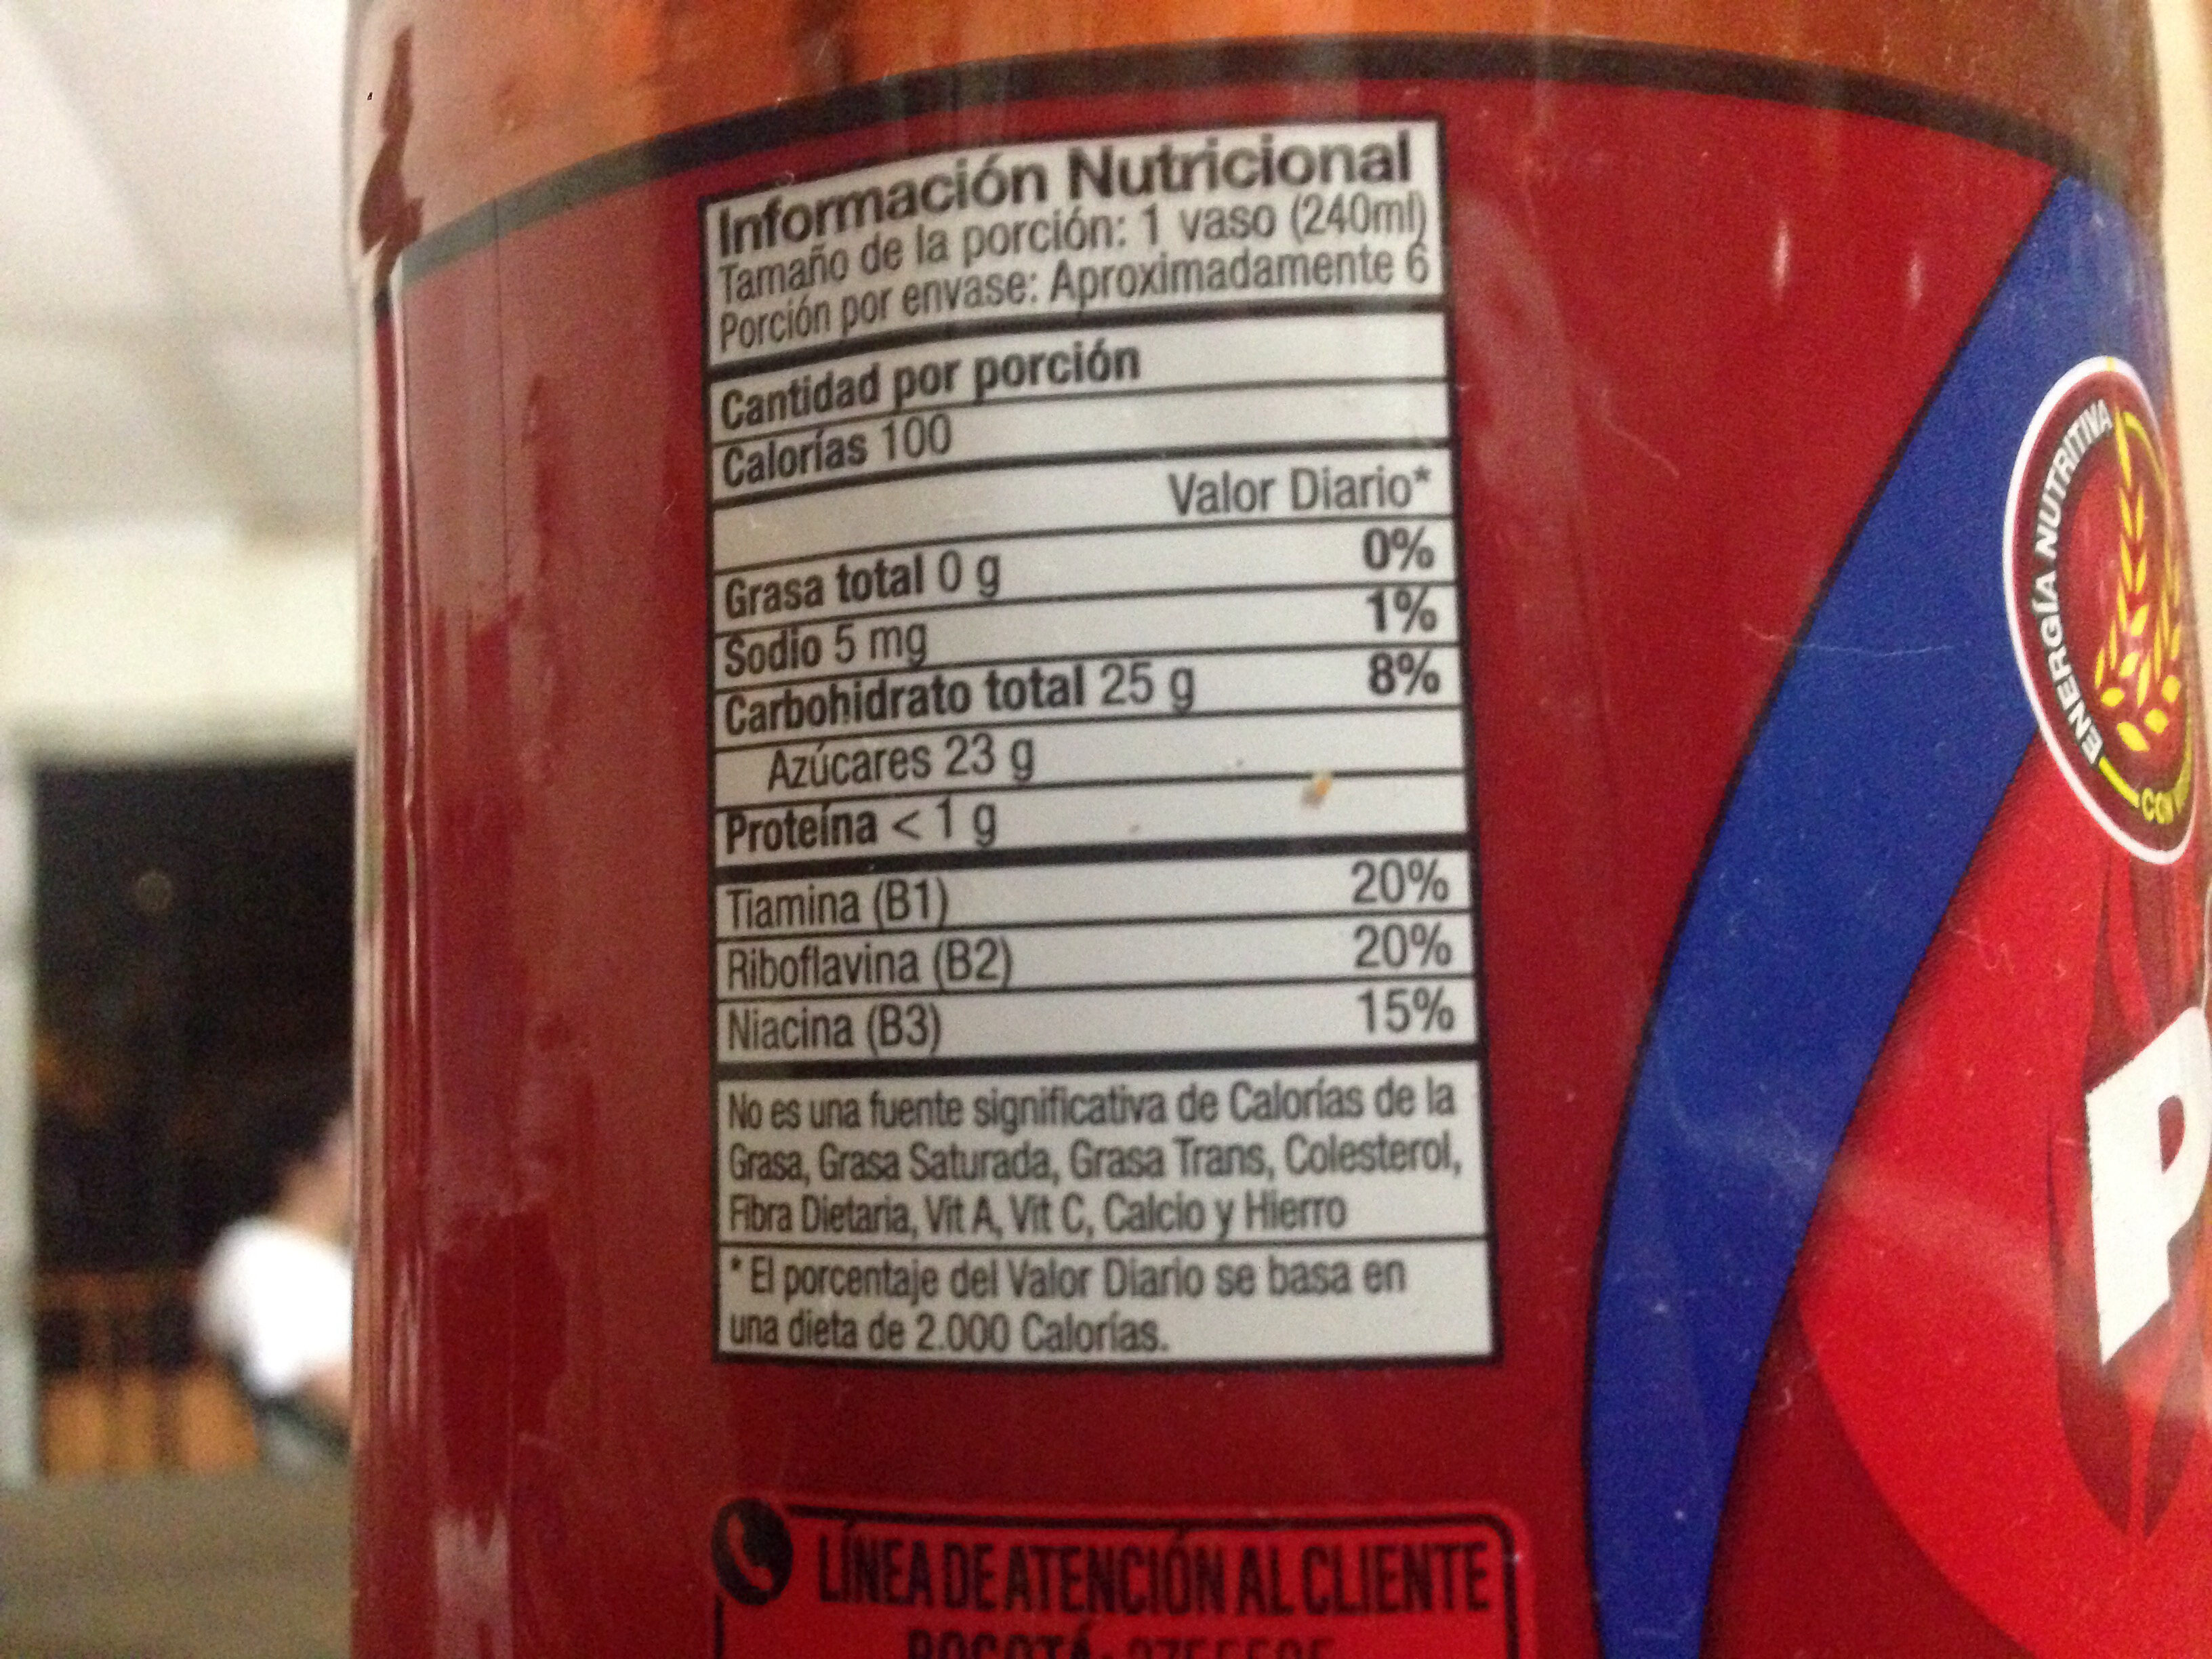 Información Nutricional
Tamaño de la porción: 1 vaso (240ml)
Porción por envase: Aproximadamente 6
Cantidad por porción
Calorías 100
Valor Diario*
Grasa total 0 g 0%
Sodio 5 mg 1%
Carbohidrato total 25 g 8%
Azúcares 23 g
Proteína < 1 g
Tiamina (B1) 20%
Riboflavina (B2) 20%
Niacina (B3) 15%
No es una fuente significativa de Calorías de la
Grasa, Grasa Saturada, Grasa Trans, Colesterol,
Fibra Dietaria, Vit A, Vit C, Calcio y Hierro
* El porcentaje del Valor Diario se basa en
una dieta de 2.000 Calorías.
LÍNEA DE ATENCIÓN AL CLIENTE
BOGOTÁ:
ENERGÍA NUTRITIVA
CON
P